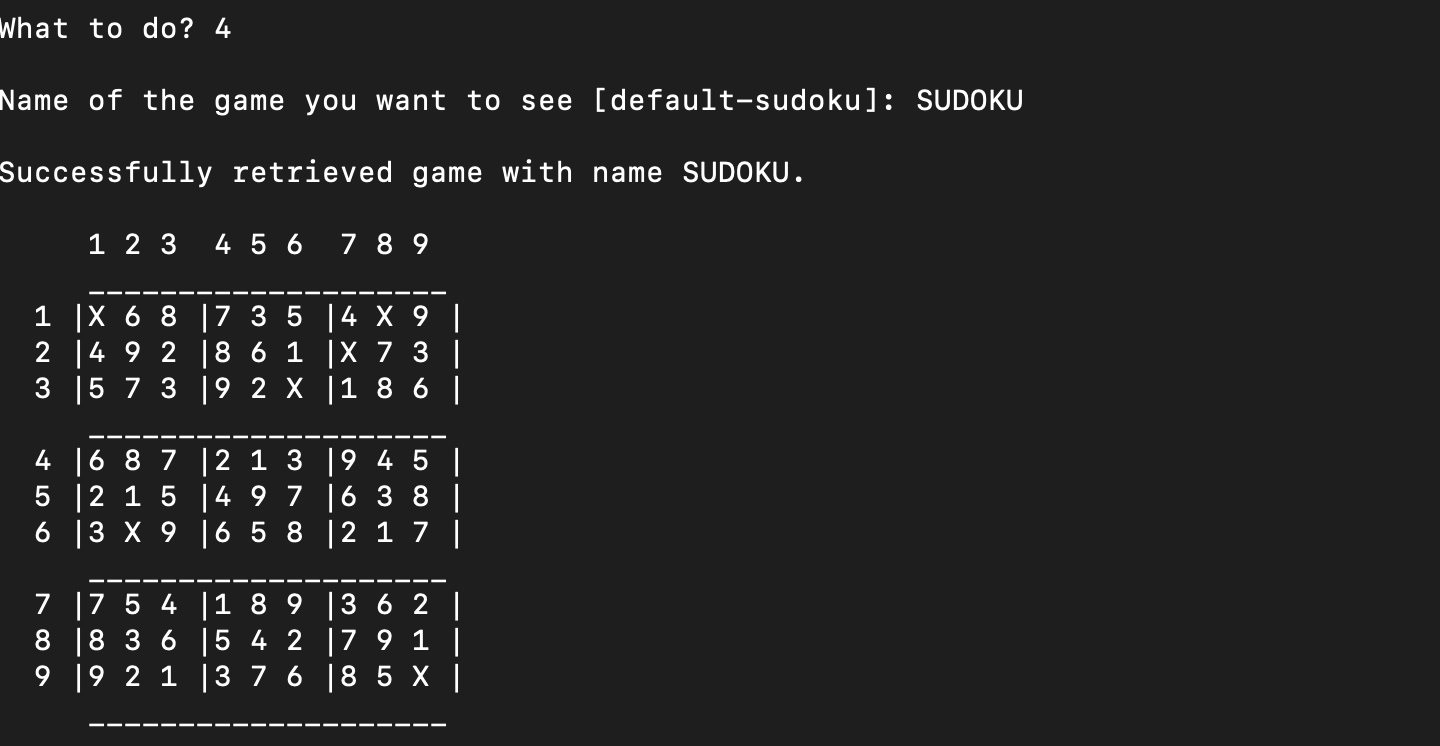 What to do? 4
Name of the game you want to see [default-sudoku]: SUDOKU
Successfully retrieved game with name SUDOKU.
     1 2 3  4 5 6  7 8 9
     --------------------
  1 |X 6 8 |7 3 5 |4 X 9 |
  2 |4 9 2 |8 6 1 |X 7 3 |
  3 |5 7 3 |9 2 X |1 8 6 |
     --------------------
  4 |6 8 7 |2 1 3 |9 4 5 |
  5 |2 1 5 |4 9 7 |6 3 8 |
  6 |3 X 9 |6 5 8 |2 1 7 |
     --------------------
  7 |7 5 4 |1 8 9 |3 6 2 |
  8 |8 3 6 |5 4 2 |7 9 1 |
  9 |9 2 1 |3 7 6 |8 5 X |
     --------------------